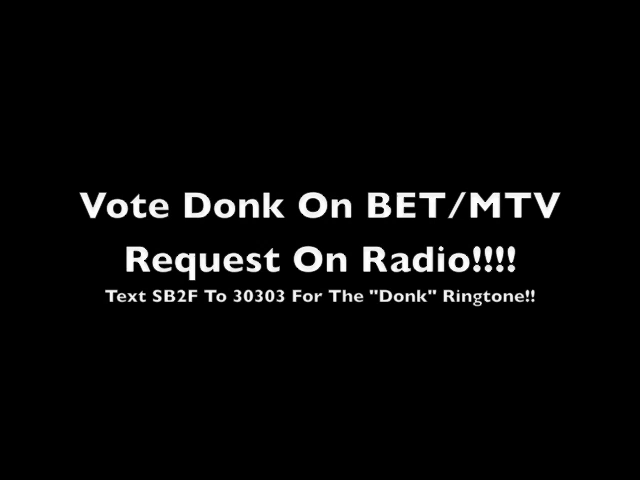 Vote Donk On BET/MTV
Request On Radio!!!!
Text SB2F To 30303 For The "Donk" Ringtone!!